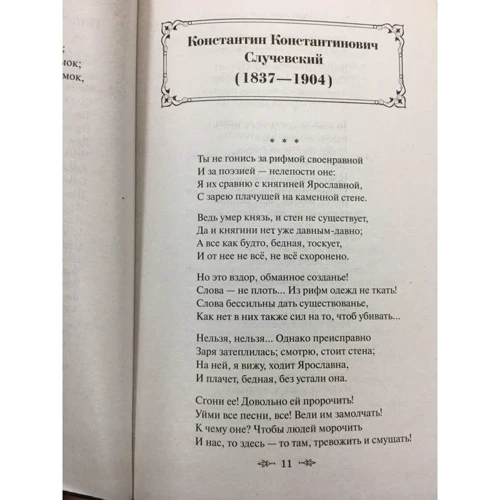 мок;
мок,
Константин Константинович
Случевский
(1837—1904)
* * *
Ты не гонись за рифмой своенравной
И за поэзией — нелепости оне:
Я их сравню с княгиней Ярославной,
С зарею плачущей на каменной стене.
Ведь умер князь, и стен не существует,
Да и княгини нет уже давным-давно;
А все как будто, бедная, тоскует,
И от нее не всё, не всё схоронено.
Но это вздор, обманное созданье!
Слова — не плоть... Из рифм одежд не ткать!
Слова бессильны дать существованье,
Как нет в них также сил на то, чтоб убивать...
Нельзя, нельзя... Однако преисправно
Заря затеплилась; смотрю, стоит стена;
На ней, я вижу, ходит Ярославна,
И плачет, бедная, без устали она.
Сгони ее! Довольно ей пророчить!
Уйми все песни, все! Вели им замолчать!
К чему оне? Чтобы людей морочить
И нас, то здесь — то там, тревожить и смущать!
11